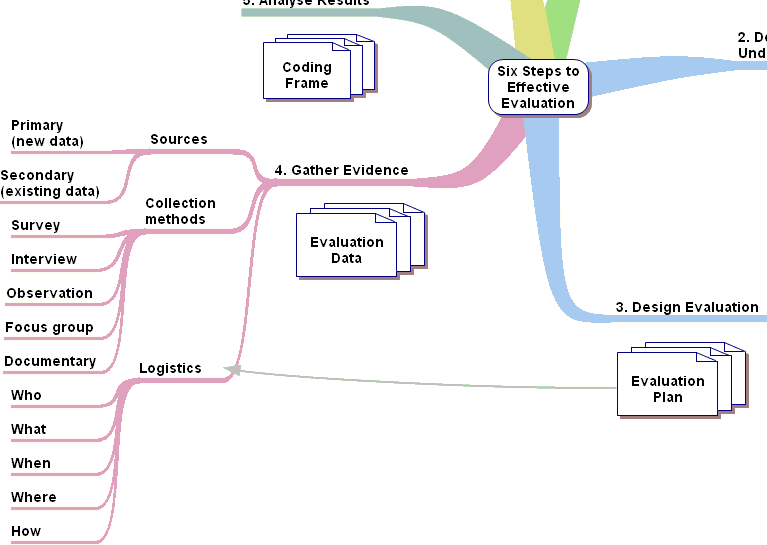 5. Analyse Results
Coding
Frame
Six Steps to
Effective
Evaluation
2. D
Und
Primary
(new data)
Sources
Secondary
(existing data)
4. Gather Evidence
Collection
methods
Survey
Interview
Observation
Focus group
Documentary
Evaluation
Data
3. Design Evaluation
Logistics
Evaluation
Plan
Who
What
When
Where
How